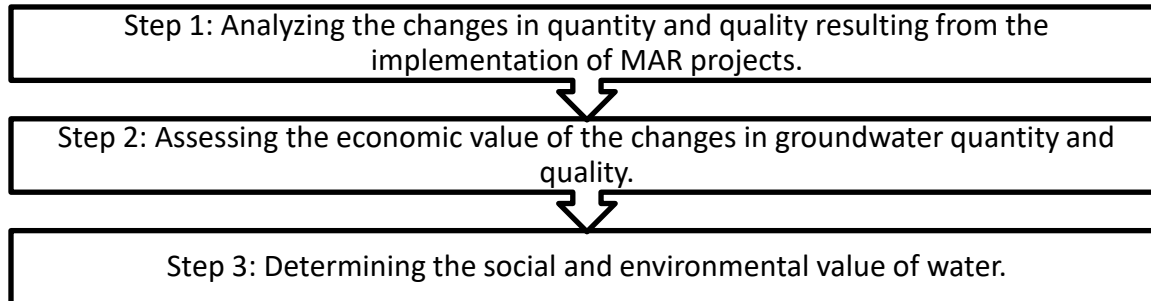 Step 1: Analyzing the changes in quantity and quality resulting from the
implementation of MAR projects.
Step 2: Assessing the economic value of the changes in groundwater quantity and
quality.
Step 3: Determining the social and environmental value of water.